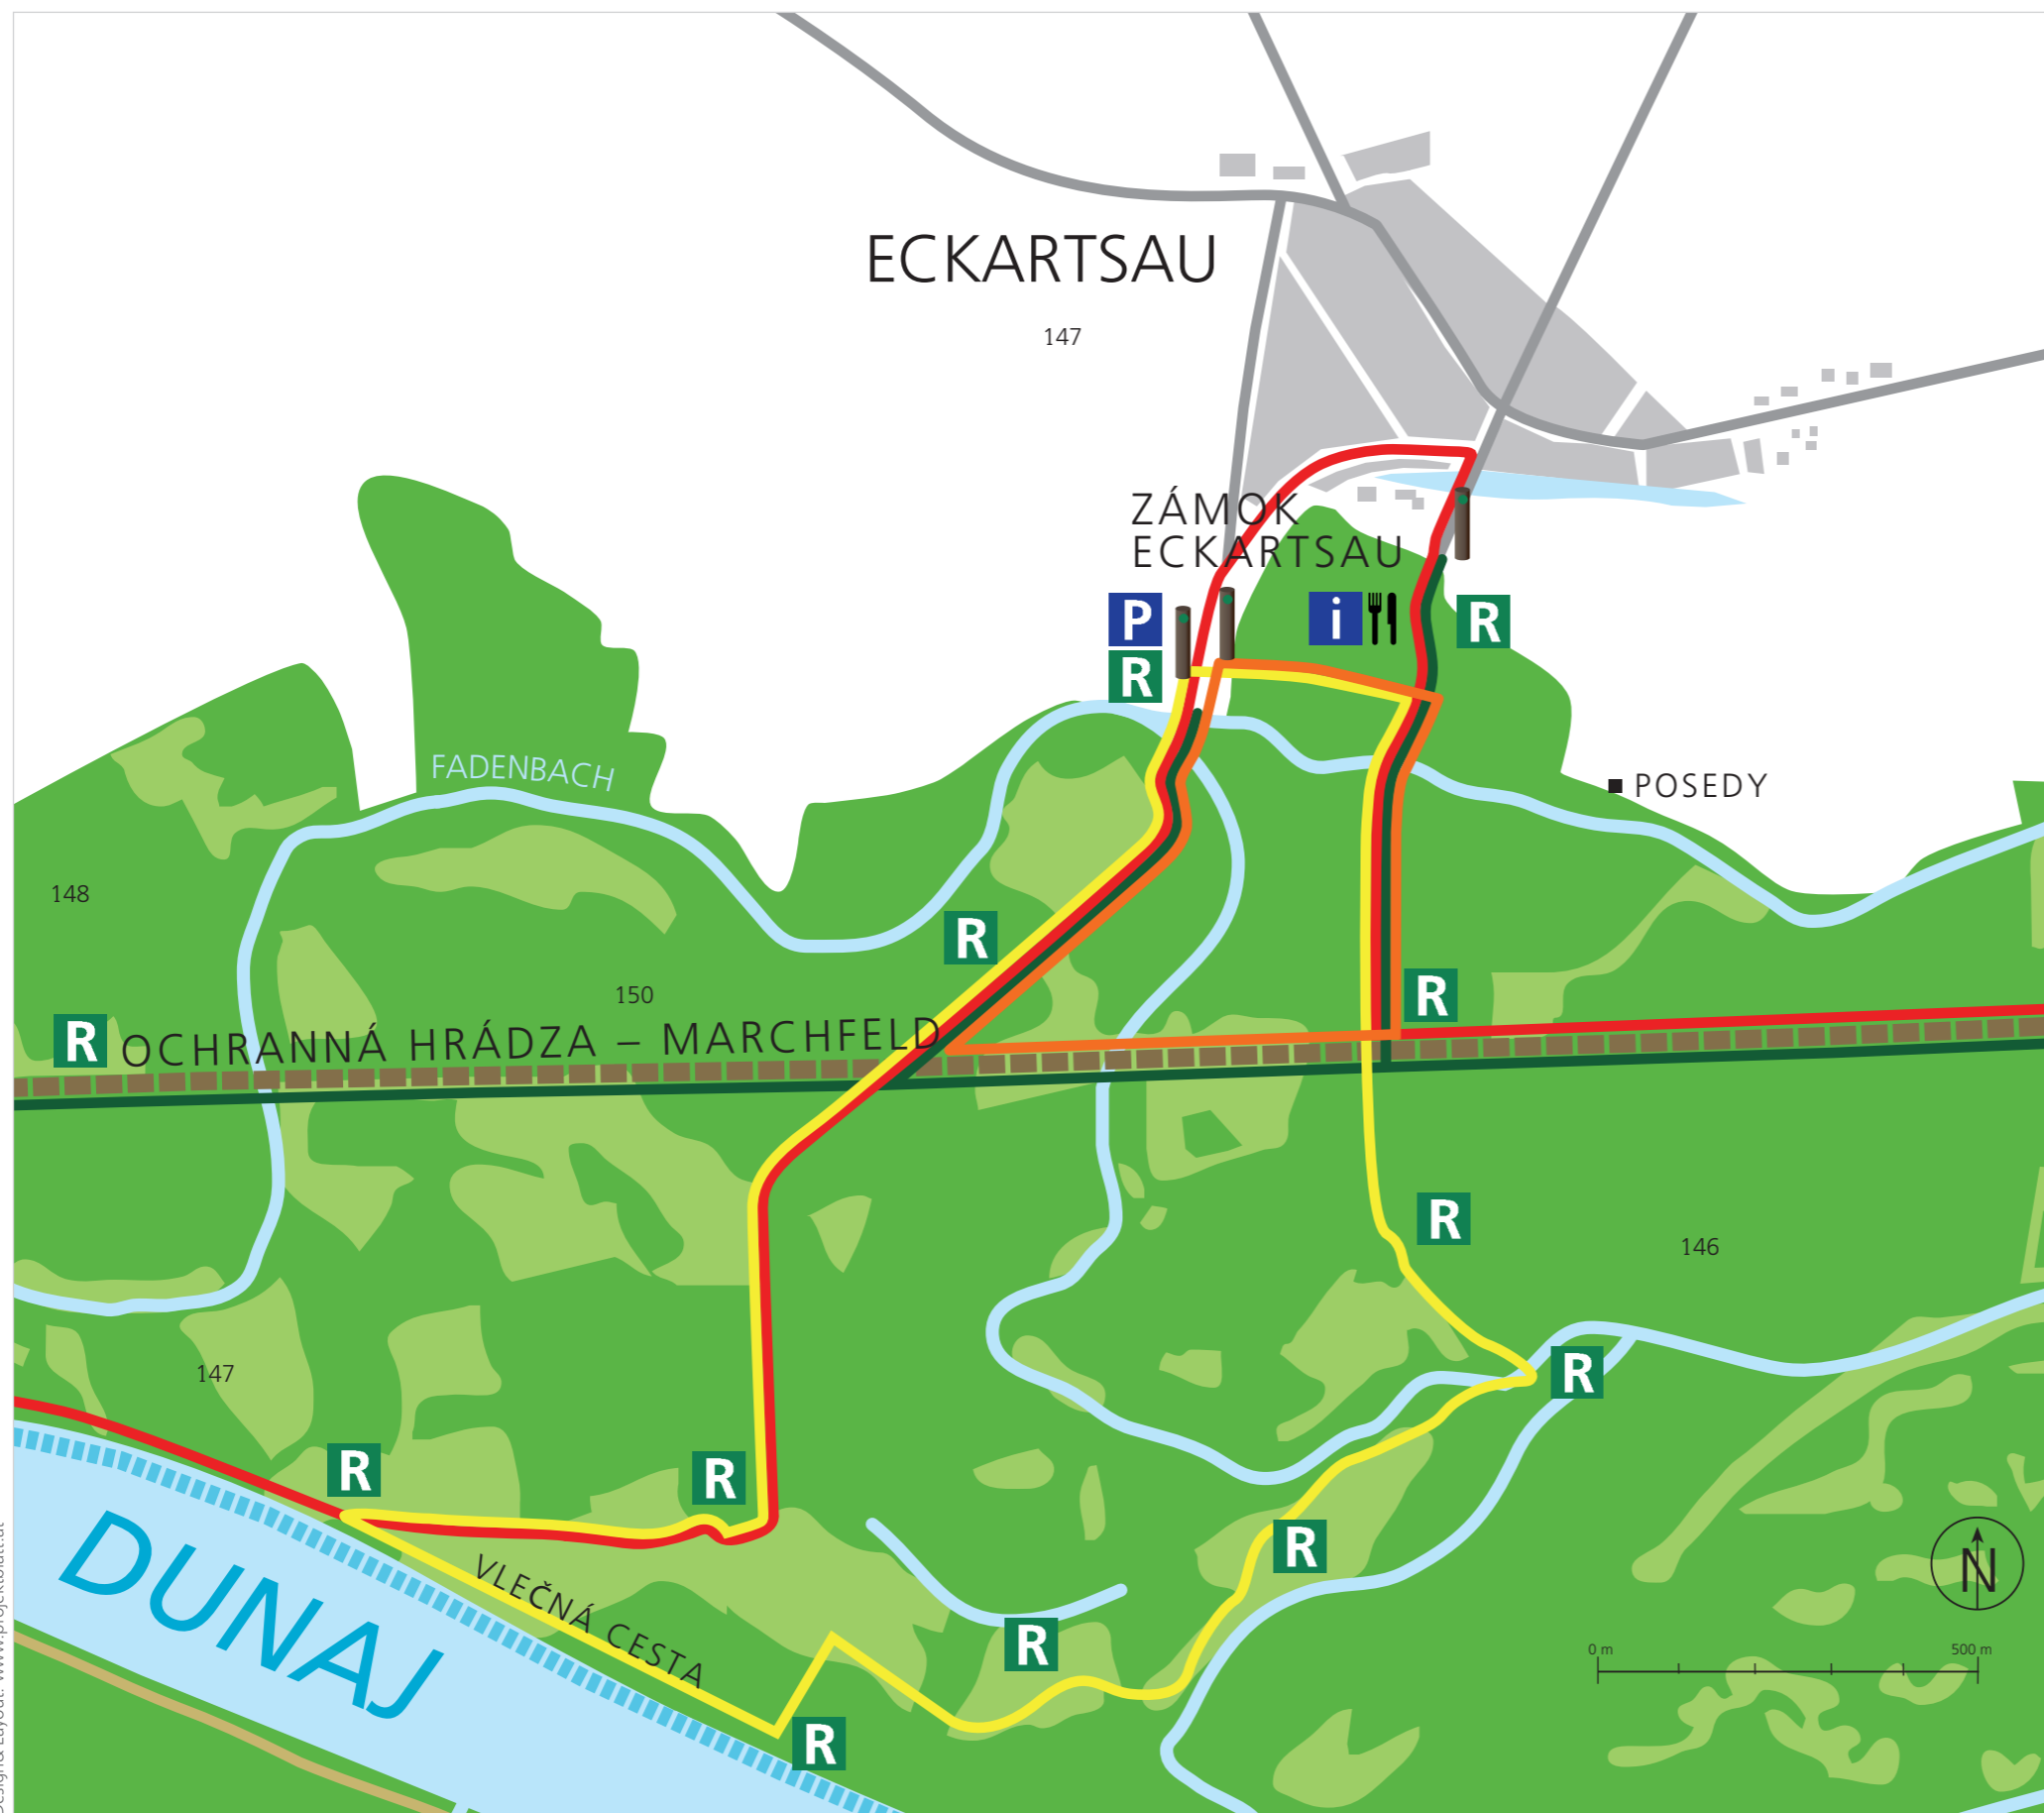 ECKARTSAU
147
ZÁMOK
ECKARTSAU
P
i
R
R
FADENBACH
POSEDY
148
R
150
R
R
OCHRANNÁ HRÁDZA – MARCHFELD
R
146
147
R
R
R
R
DUNAJ
VLEČNÁ CESTA
N
R
0 m
500 m
R